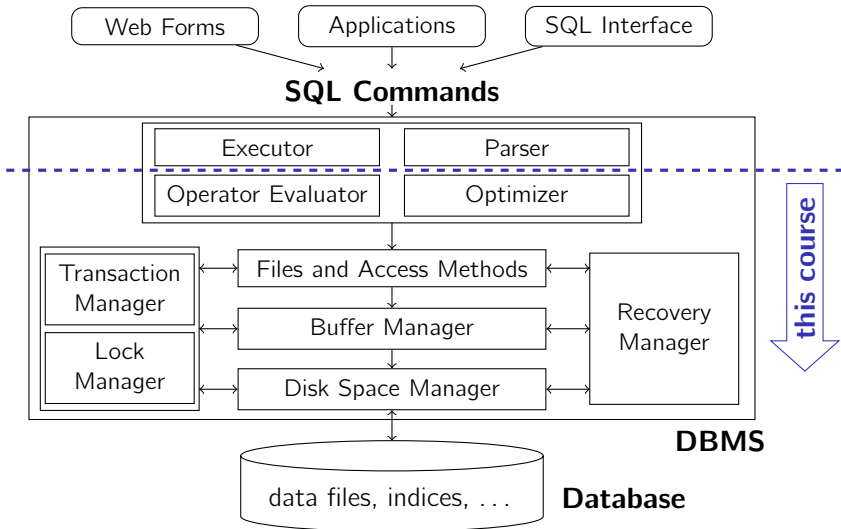 Web Forms
Applications
SQL Interface
SQL Commands
Executor
Parser
Operator Evaluator
Optimizer
Transaction
Manager
Lock
Manager
Files and Access Methods
Buffer Manager
Disk Space Manager
Recovery
Manager
this course
DBMS
data files, indices, . . .
Database